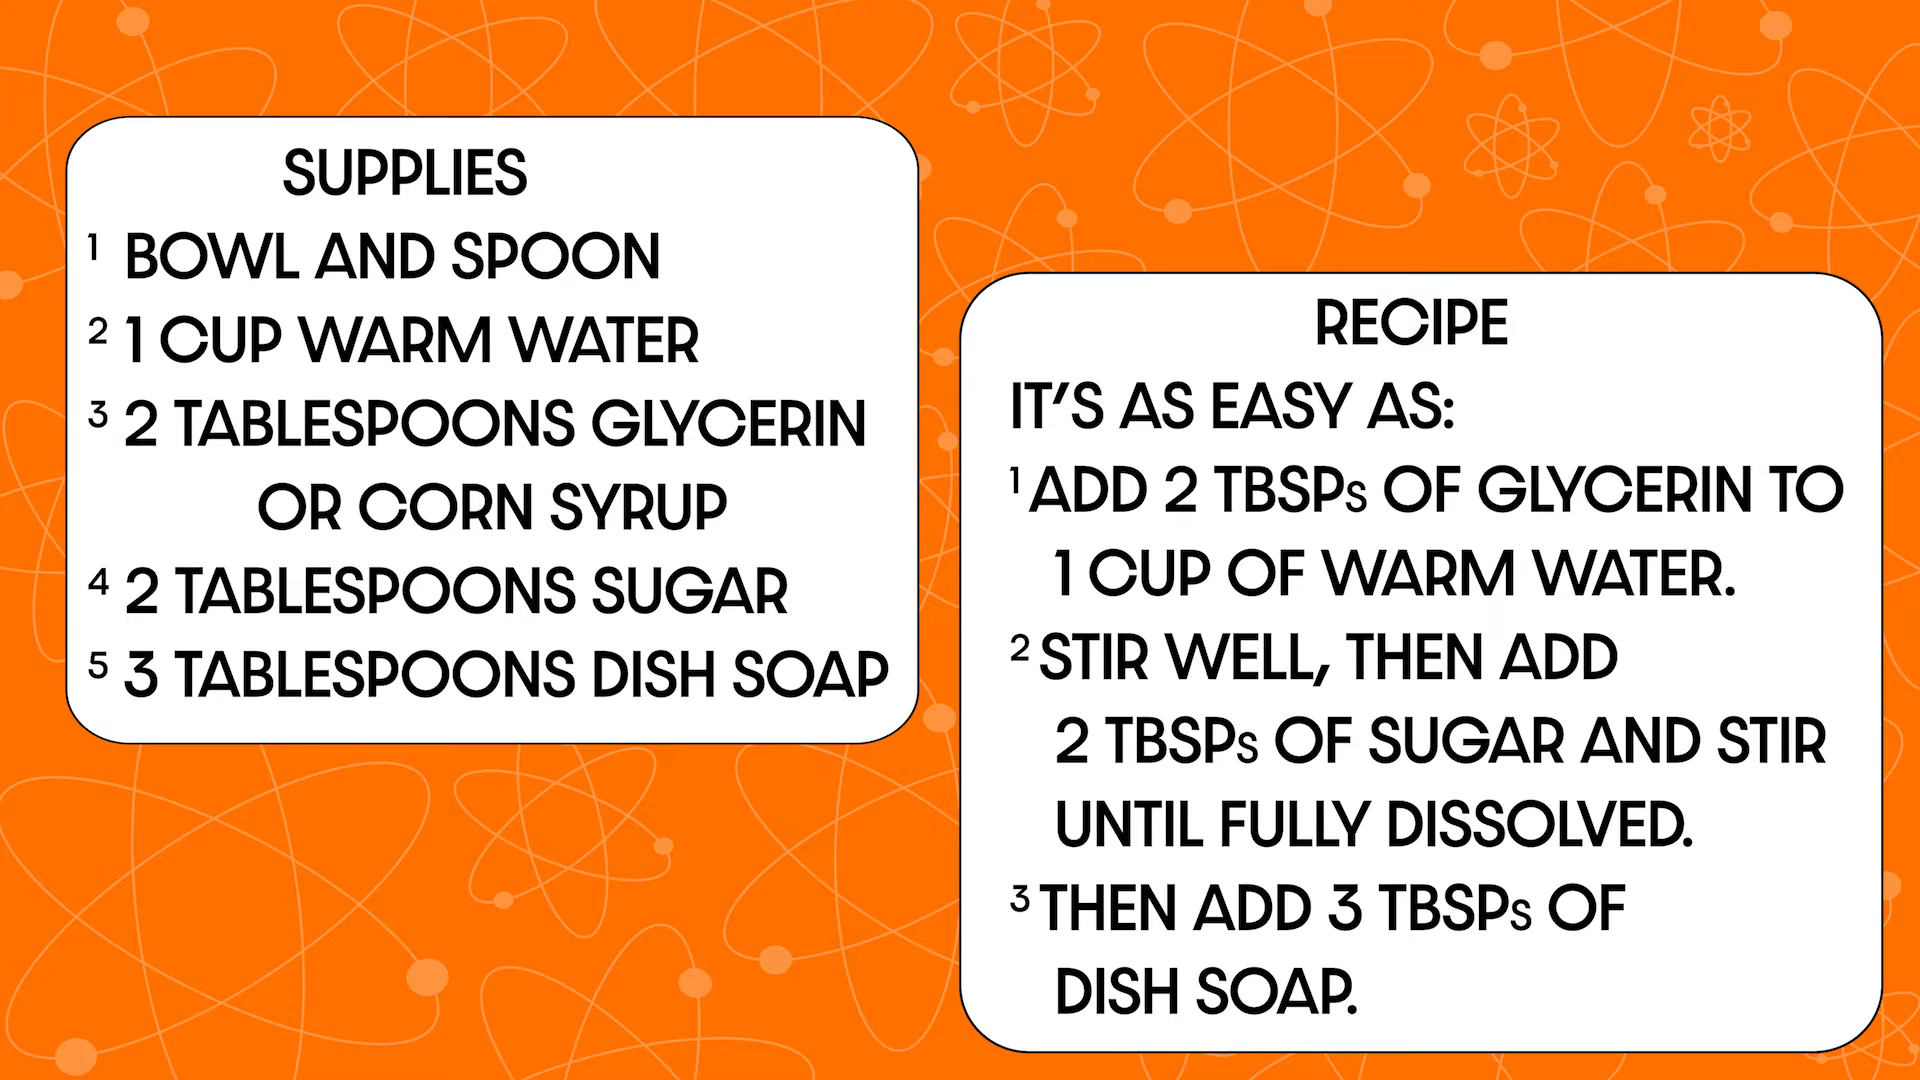 SUPPLIES
1 BOWL AND SPOON
2 1 CUP WARM WATER
3 2 TABLESPOONS GLYCERIN
OR CORN SYRUP
4 2 TABLESPOONS SUGAR
5 3 TABLESPOONS DISH SOAP
RECIPE
IT'S AS EASY AS:
1 ADD 2 TBSPs OF GLYCERIN TO
1 CUP OF WARM WATER.
2 STIR WELL, THEN ADD
2 TBSPs OF SUGAR AND STIR
UNTIL FULLY DISSOLVED.
3 THEN ADD 3 TBSPs OF
DISH SOAP.